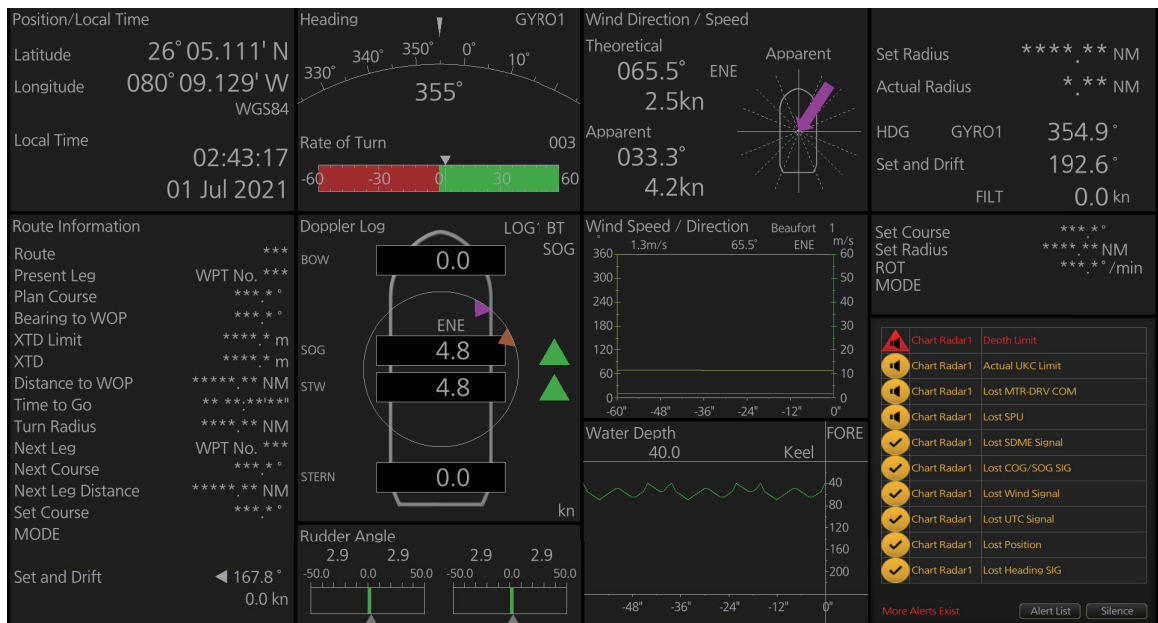 Position/Local Time
Latitude 26° 05.111' N
Longitude 080° 09.129' W
WGS84
Local Time
02:43:17
01 Jul 2021
Heading GYRO1
330° 340° 350° 0° 10°
355°
Rate of Turn 003
-60 -30 0 30 60
Wind Direction / Speed
Theoretical
065.5° ENE
2.5kn
Apparent
033.3°
4.2kn
Apparent
Set Radius ****.** NM
Actual Radius *.** NM
HDG GYRO1 354.9°
Set and Drift 192.6°
FILT 0.0 kn
Route Information
Route ***
Present Leg WPT No. ***
Plan Course ***.*°
Bearing to WOP ***.*°
XTD Limit ****.* m
XTD ****.* m
Distance to WOP *****.** NM
Time to Go ** **:**'**"
Turn Radius ****.** NM
Next Leg WPT No. ***
Next Course ***.*°
Next Leg Distance *****.** NM
Set Course ***.*°
MODE
Set and Drift 167.8°
0.0 kn
Doppler Log LOG1 BT
SOG
BOW 0.0
ENE
SOG 4.8
STW 4.8
STERN 0.0
kn
Rudder Angle
2.9 2.9 2.9 2.9
-50.0 0.0 50.0 -50.0 0.0 50.0
Wind Speed / Direction Beaufort 1
° 1.3m/s 65.5° ENE m/s
360 60
300 50
240 40
180 30
120 20
60 10
0 0
-60" -48" -36" -24" -12" 0"
Water Depth FORE
40.0 Keel
40
80
120
160
200
-48" -36" -24" -12" 0"
Set Course ***.*°
Set Radius ****.** NM
ROT ***.*°/min
MODE
Chart Radar1 Depth Limit
Chart Radar1 Actual UKC Limit
Chart Radar1 Lost MTR-DRV COM
Chart Radar1 Lost SPU
Chart Radar1 Lost SDME Signal
Chart Radar1 Lost COG/SOG SIG
Chart Radar1 Lost Wind Signal
Chart Radar1 Lost UTC Signal
Chart Radar1 Lost Position
Chart Radar1 Lost Heading SIG
More Alerts Exist Alert List Silence